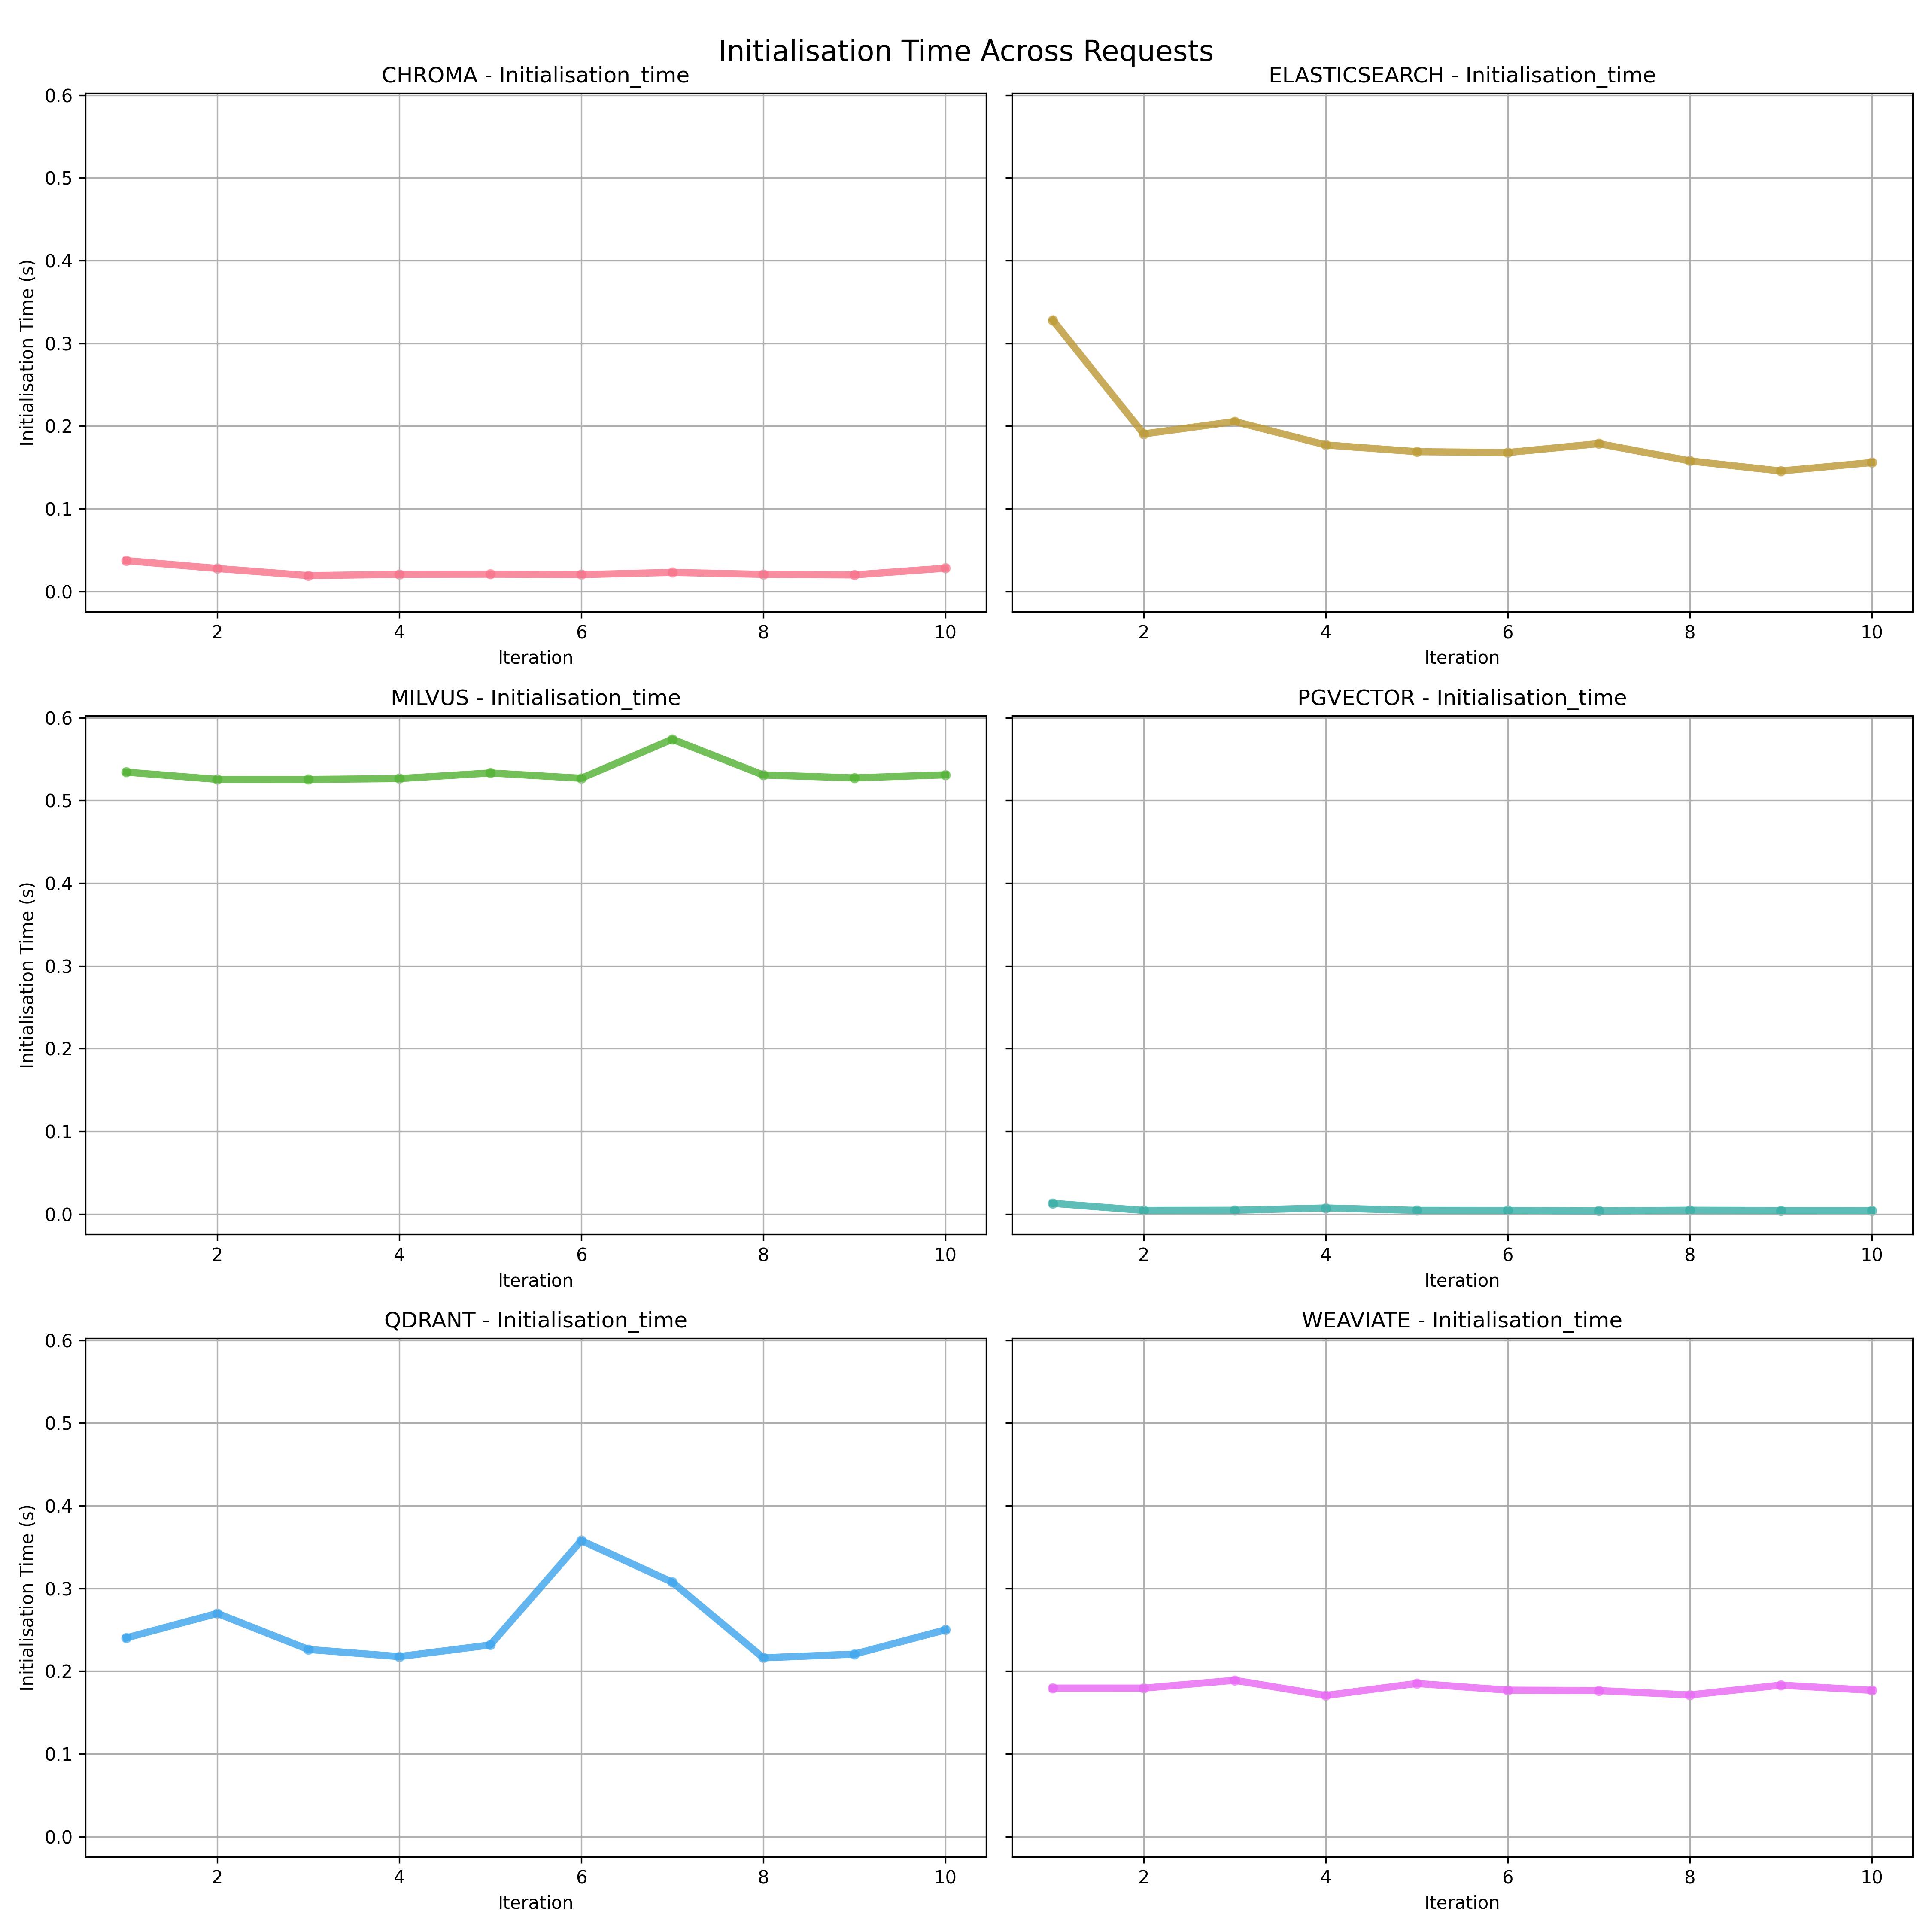 Initialisation Time Across Requests
CHROMA - Initialisation_time
Initialisation Time (s)
0.6
0.5
0.4
0.3
0.2
0.1
0.0
2 4 6 8 10
Iteration
ELASTICSEARCH - Initialisation_time
2 4 6 8 10
Iteration
MILVUS - Initialisation_time
Initialisation Time (s)
0.6
0.5
0.4
0.3
0.2
0.1
0.0
2 4 6 8 10
Iteration
PGVECTOR - Initialisation_time
2 4 6 8 10
Iteration
QDRANT - Initialisation_time
Initialisation Time (s)
0.6
0.5
0.4
0.3
0.2
0.1
0.0
2 4 6 8 10
Iteration
WEAVIATE - Initialisation_time
2 4 6 8 10
Iteration